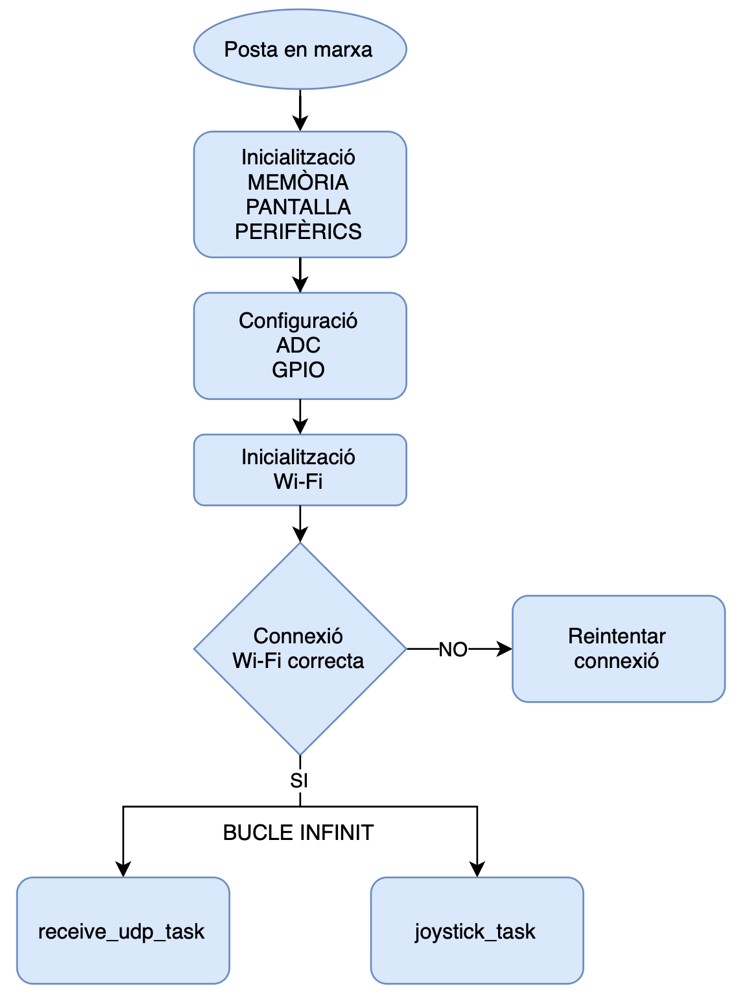 Posta en marxa
Inicialització
MEMÒRIA
PANTALLA
PERIFÈRICS
Configuració
ADC
GPIO
Inicialització
Wi-Fi
Connexió
Wi-Fi correcta
NO
Reintentar
connexió
SI
BUCLE INFINIT
receive_udp_task
joystick_task